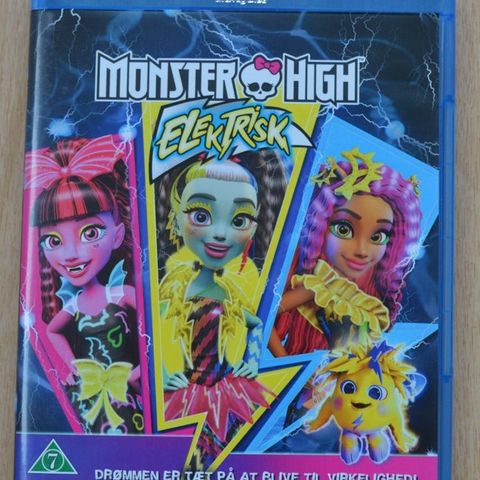 MONSTER HIGH
ELEKTRISK
7
DRØMMEN ER TÆT PÅ AT BLIVE TIL VIRKELIGHED!